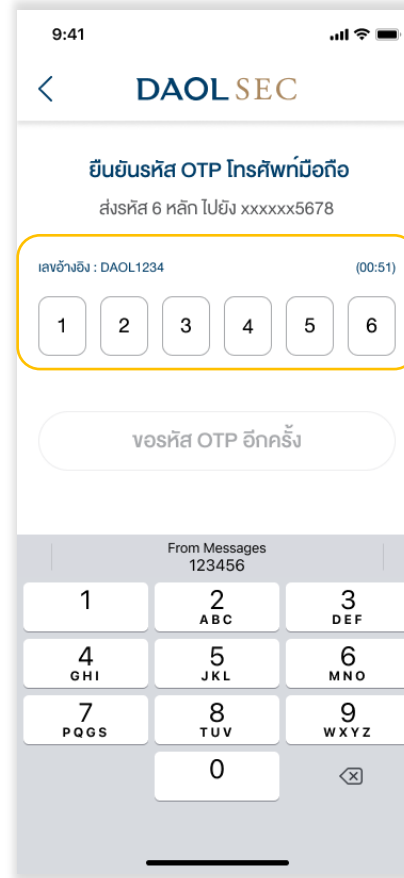 9:41
DAOL SEC
ยืนยันรหัส OTP โทรศัพท์มือถือ
ส่งรหัส 6 หลัก ไปยัง xxxxxx5678
เลขอ้างอิง : DAOL1234 (00:51)
1 2 3 4 5 6
ขอรหัส OTP อีกครั้ง
From Messages
123456
1 2 3
ABC DEF
4 5 6
GHI JKL MNO
7 8 9
PQGS TUV WXYZ
0